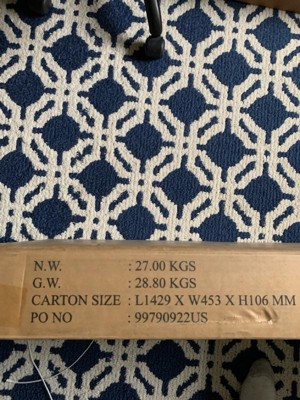 N.W. : 27.00 KGS
G.W. : 28.80 KGS
CARTON SIZE : L1429 X W453 X H106 MM
PO NO : 99790922US